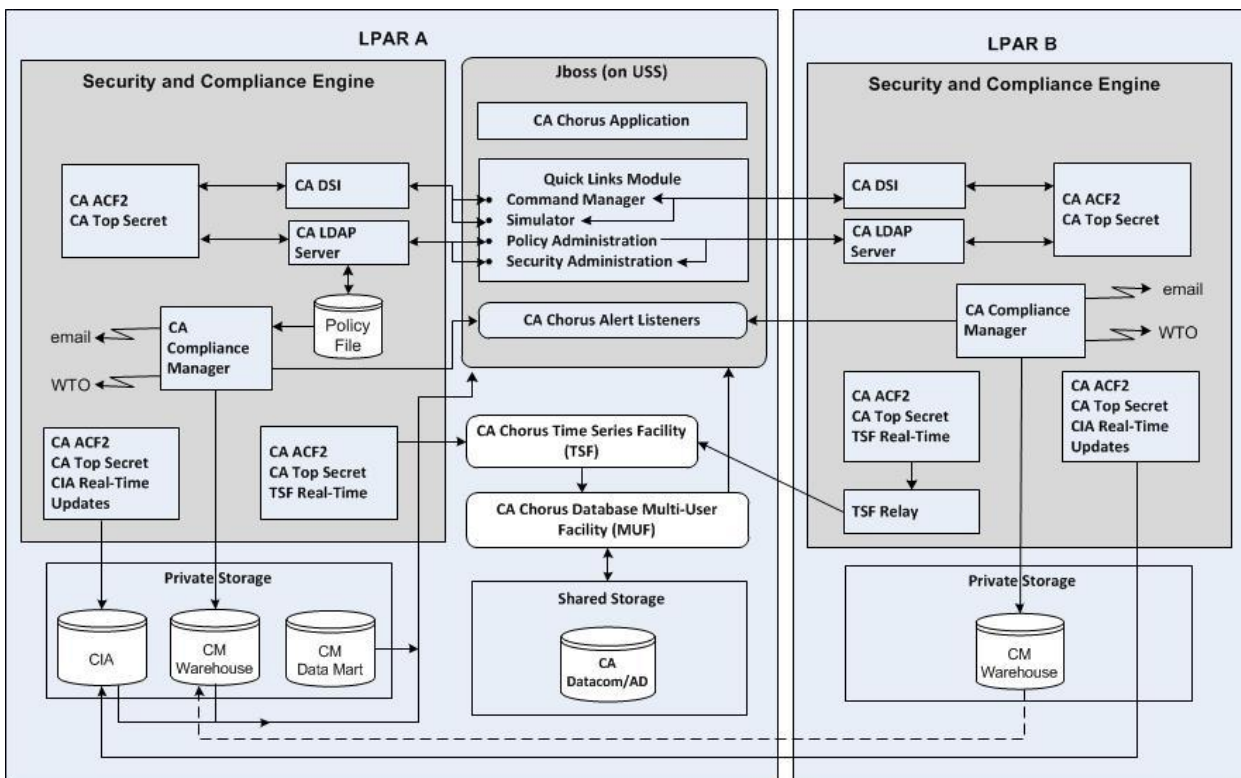 LPAR A
Security and Compliance Engine
CA ACF2
CA Top Secret
CA DSI
CA LDAP
Server
Policy
File
email
WTO
CA
Compliance
Manager
CA ACF2
CA Top Secret
CIA Real-Time
Updates
CA ACF2
CA Top Secret
TSF Real-Time
Jboss (on USS)
CA Chorus Application
Quick Links Module
Command Manager
Simulator
Policy Administration
Security Administration
CA Chorus Alert Listeners
CA Chorus Time Series Facility
(TSF)
CA Chorus Database Multi-User
Facility (MUF)
Shared Storage
CA
Datacom/AD
Private Storage
CIA
CM
Warehouse
CM
Data Mart
LPAR B
Security and Compliance Engine
CA DSI
CA LDAP
Server
CA ACF2
CA Top Secret
CA Compliance
Manager
email
WTO
CA ACF2
CA Top Secret
TSF Real-Time
CA ACF2
CA Top Secret
CIA Real-Time
Updates
TSF Relay
Private Storage
CM
Warehouse